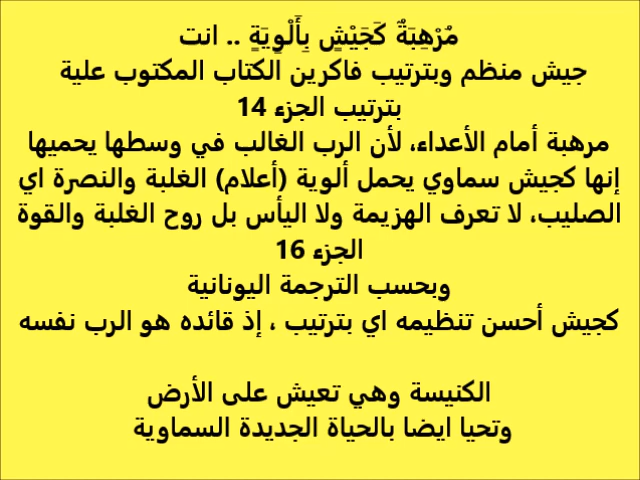 مُرْهِبَةٌ كَجَيْشٍ بِأَلْوِيَةٍ .. انت
جيش منظم وبترتيب فاكرين الكتاب المكتوب علية
بترتيب الجزء 14
مرهبة أمام الأعداء، لأن الرب الغالب في وسطها يحميها
إنها كجيش سماوي يحمل ألوية (أعلام) الغلبة والنصرة اي
الصليب، لا تعرف الهزيمة ولا اليأس بل روح الغلبة والقوة
الجزء 16
وبحسب الترجمة اليونانية
كجيش أحسن تنظيمه اي بترتيب ، إذ قائده هو الرب نفسه
الكنيسة وهي تعيش على الأرض
وتحيا ايضا بالحياة الجديدة السماوية